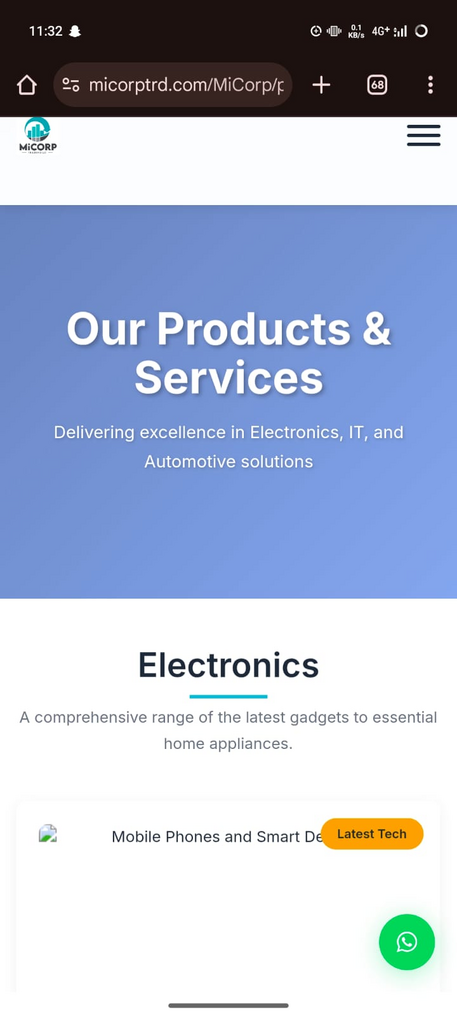 11:32
0.1
KB/s
4G+
micorptrd.com/MiCorp/p
68
MiCORP
Our Products &
Services
Delivering excellence in Electronics, IT, and
Automotive solutions
Electronics
A comprehensive range of the latest gadgets to essential
home appliances.
Mobile Phones and Smart De
Latest Tech